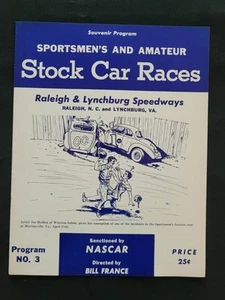 Souvenir Program
SPORTSMEN'S AND AMATEUR
Stock Car Races
Raleigh & Lynchburg Speedways
RALEIGH, N. C. and LYNCHBURG, VA.
Program
NO. 3
Sanctioned by
NASCAR
Directed by
BILL FRANCE
PRICE
25¢